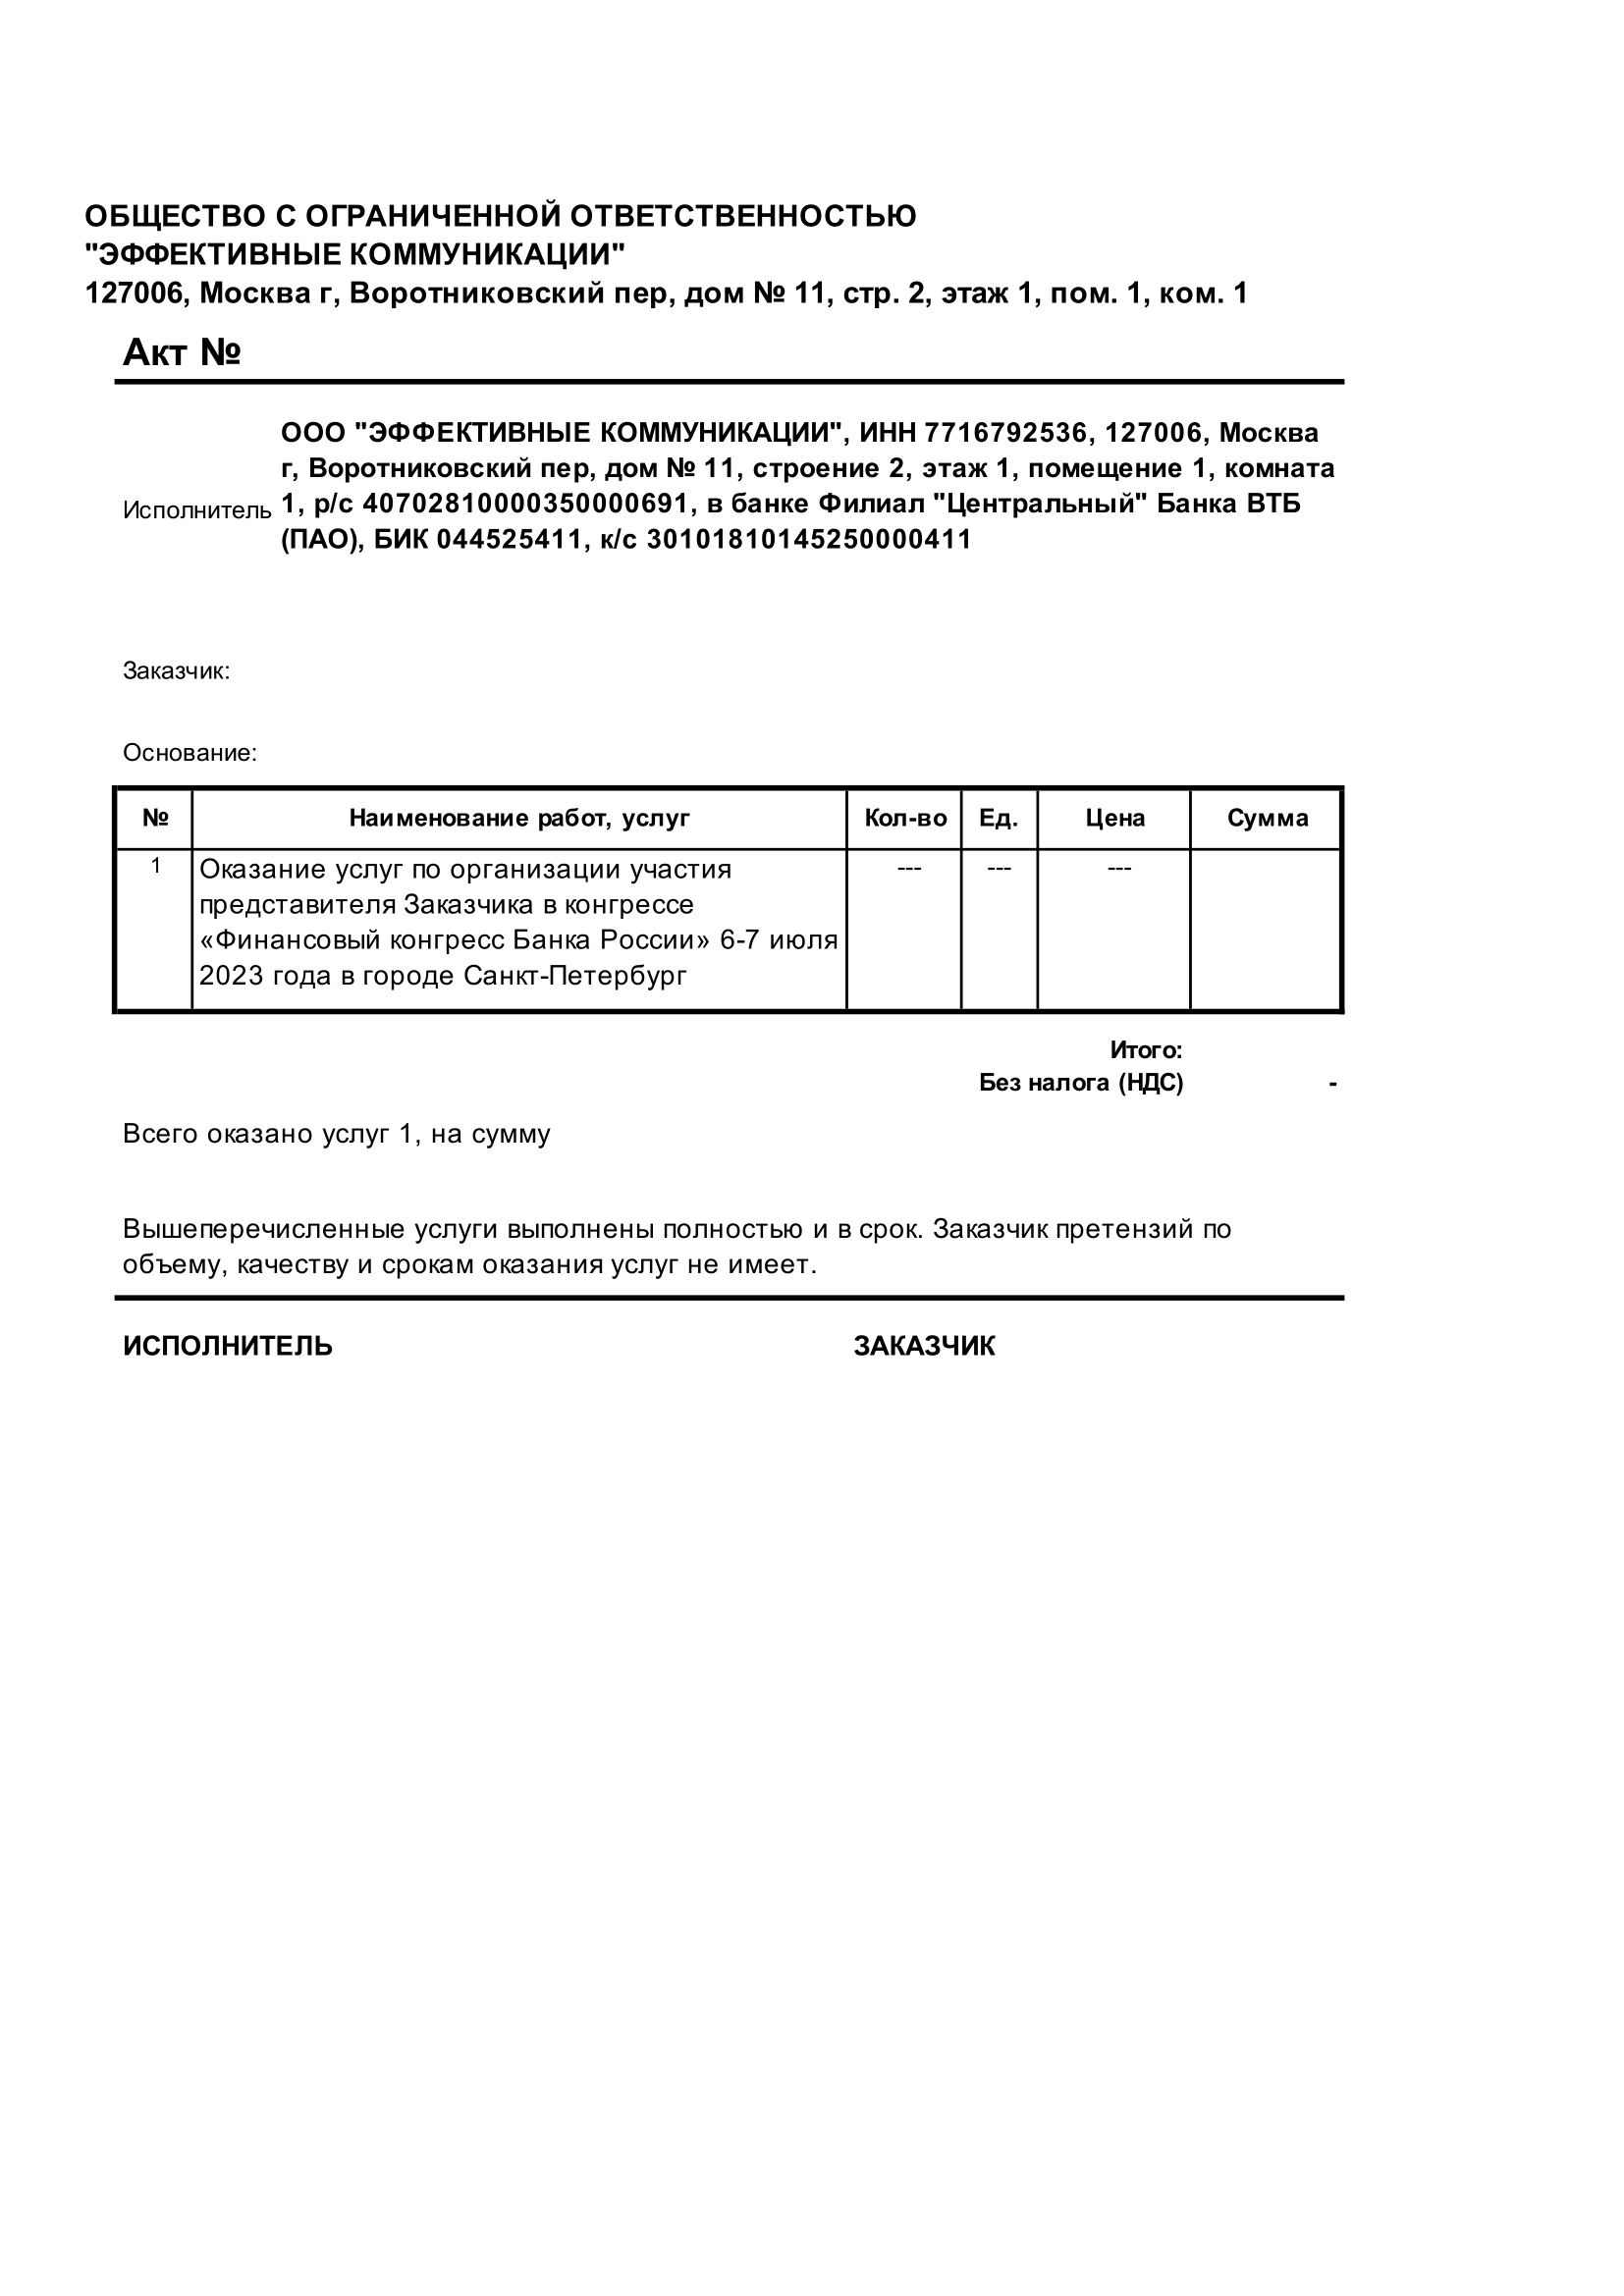 ОБЩЕСТВО С ОГРАНИЧЕННОЙ ОТВЕТСТВЕННОСТЬЮ
"ЭФФЕКТИВНЫЕ КОММУНИКАЦИИ"
127006, Москва г, Воротниковский пер, дом № 11, стр. 2, этаж 1, пом. 1, ком. 1
Акт №
ООО "ЭФФЕКТИВНЫЕ КОММУНИКАЦИИ", ИНН 7716792536, 127006, Москва
г, Воротниковский пер, дом № 11, строение 2, этаж 1, помещение 1, комната
Исполнитель 1, р/с 40702810000350000691, в банке Филиал "Центральный" Банка ВТБ
(ПАО), БИК 044525411, к/с 30101810145250000411
Заказчик:
Основание:
№ Наименование работ, услуг Кол-во Ед. Цена Сумма
1 Оказание услуг по организации участия --- --- ---
представителя Заказчика в конгрессе
«Финансовый конгресс Банка России» 6-7 июля
2023 года в городе Санкт-Петербург
Итого:
Без налога (НДС) -
Всего оказано услуг 1, на сумму
Вышеперечисленные услуги выполнены полностью и в срок. Заказчик претензий по
объему, качеству и срокам оказания услуг не имеет.
ИСПОЛНИТЕЛЬ ЗАКАЗЧИК